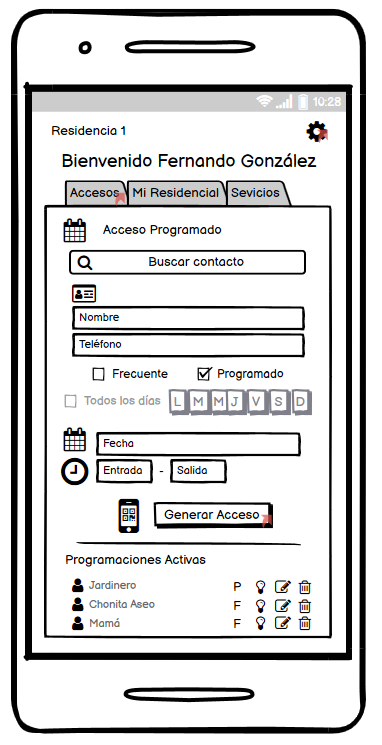 10:28
Residencia 1
Bienvenido Fernando González
Accesos Mi Residencial Sevicios
Acceso Programado
Buscar contacto
Nombre
Teléfono
Frecuente Programado
Todos los días L M M J V S D
Fecha
Entrada - Salida
Generar Acceso
Programaciones Activas
Jardinero P
Chonita Aseo F
Mamá F